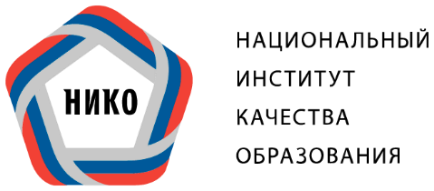 НИКО
НАЦИОНАЛЬНЫЙ
ИНСТИТУТ
КАЧЕСТВА
ОБРАЗОВАНИЯ